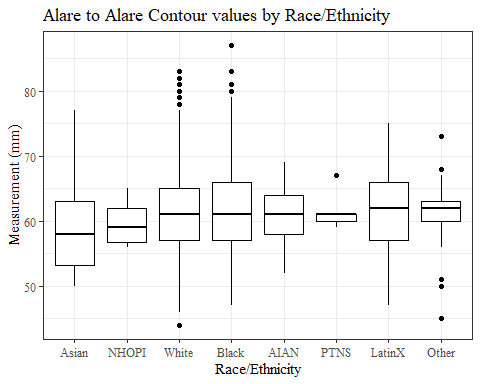 Alare to Alare Contour values by Race/Ethnicity
Measurement (mm)
80
70
60
50
Asian NHOPI White Black AIAN PTNS LatinX Other
Race/Ethnicity